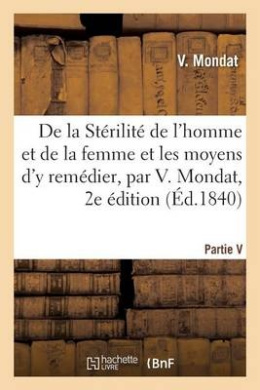 V. Mondat
De la Stérilité de l'homme et de la
femme et les moyens d'y remédier, par
V. Mondat, 2e édition (Éd.1840)
Partie V
hachette
LIVRE
{BnF